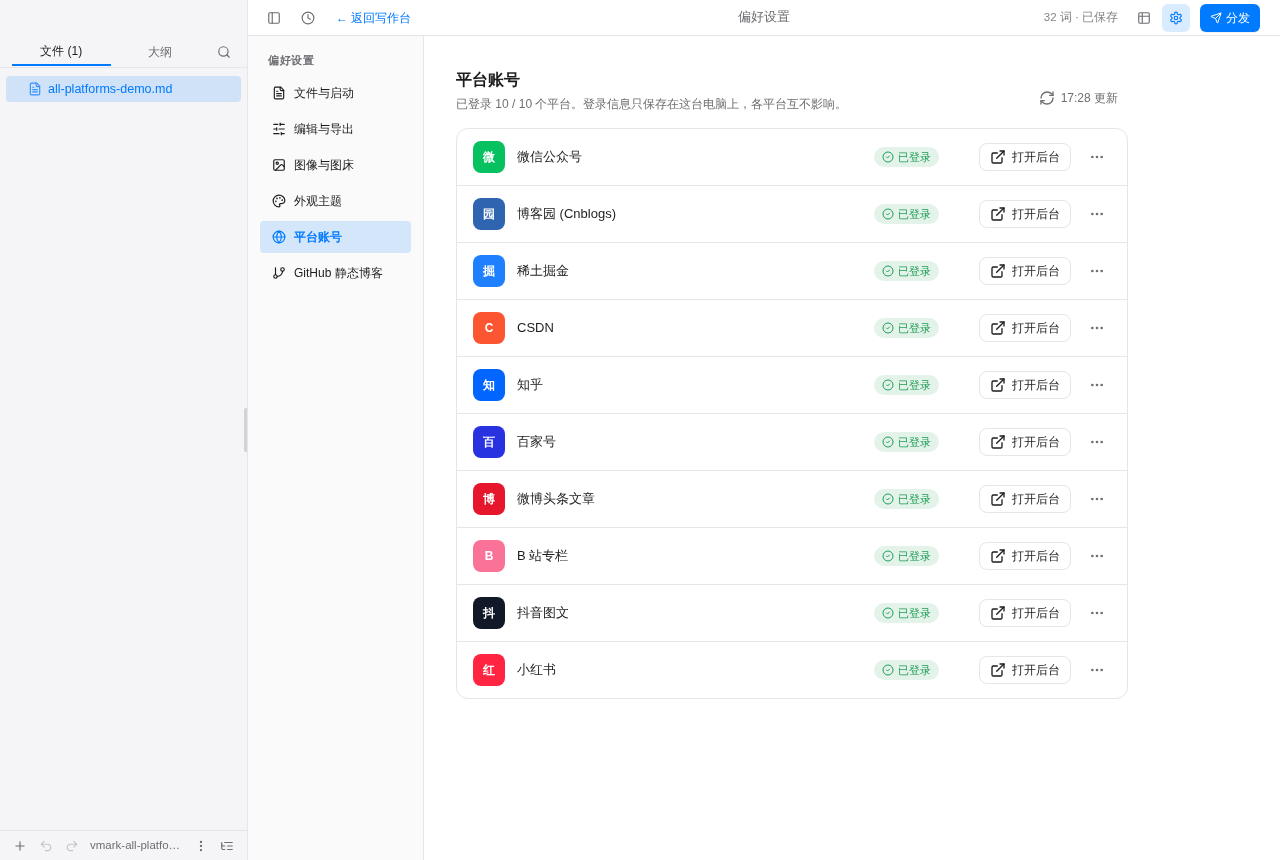 ← 返回写作台
偏好设置
32 词 · 已保存
分发
文件 (1)
大纲
all-platforms-demo.md
偏好设置
文件与启动
编辑与导出
图像与图床
外观主题
平台账号
GitHub 静态博客
平台账号
已登录 10 / 10 个平台。登录信息只保存在这台电脑上，各平台互不影响。
17:28 更新
微 微信公众号 已登录 打开后台
园 博客园 (Cnblogs) 已登录 打开后台
掘 稀土掘金 已登录 打开后台
C CSDN 已登录 打开后台
知 知乎 已登录 打开后台
百 百家号 已登录 打开后台
博 微博头条文章 已登录 打开后台
B B 站专栏 已登录 打开后台
抖 抖音图文 已登录 打开后台
红 小红书 已登录 打开后台
vmark-all-platfo…